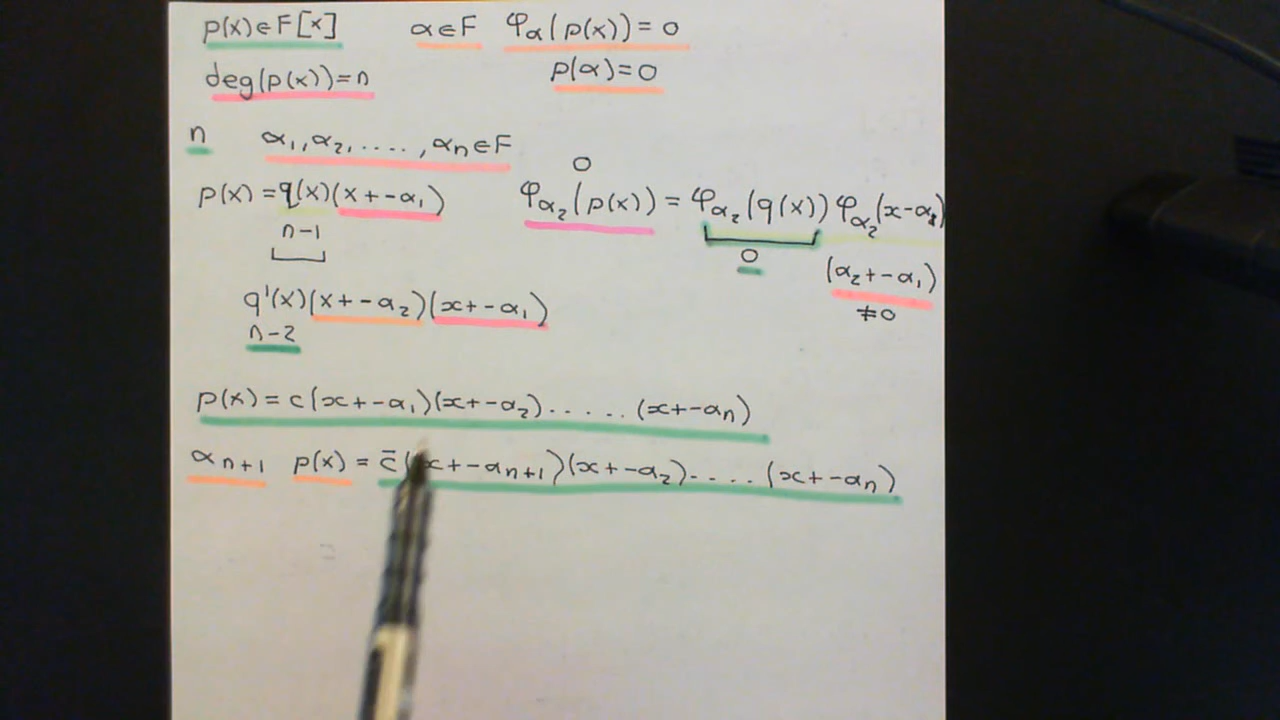 p(x)∈F[x] α∈F φα(p(x))=0
deg(p(x))=n p(α)=0
n α₁,α₂,....,αn∈F
0
p(x)=q(x)(x+-α₁) φα₂(p(x))=φα₂(q(x))φα₂(x-α₁)
n-1 0 (α₂+-α₁)
≠0
q'(x)(x+-α₂)(x+-α₁)
n-2
p(x)=c(x+-α₁)(x+-α₂).....(x+-αn)
αn+1 p(x)=c̄(x+-αn+1)(x+-α₂)....(x+-αn)